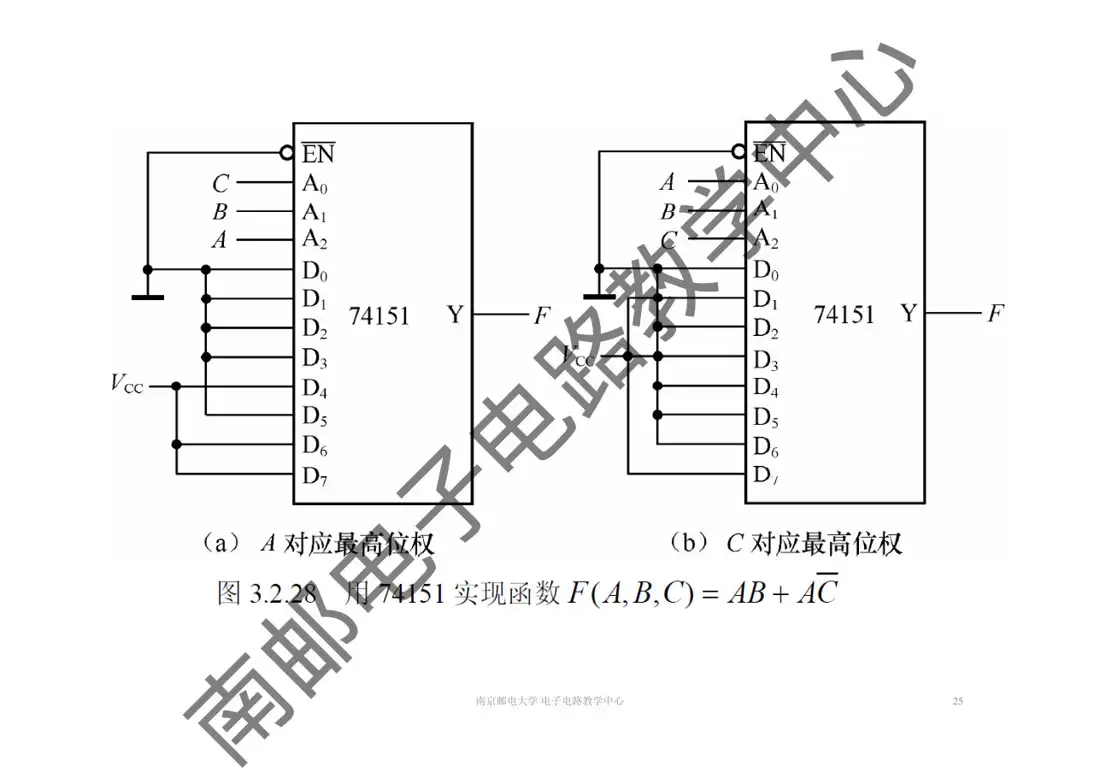 EN EN
C A₀ A A₀
B A₁ B A₁
A A₂ C A₂
D₀ D₀
D₁ D₁
D₂ 74151 Y F D₂ 74151 Y F
D₃ V_CC D₃
V_CC D₄ D₄
D₅ D₅
D₆ D₆
D₇ D₇
（a） A 对应最高位权 （b） C 对应最高位权
图 3.2.28 用 74151 实现函数 F(A,B,C) = AB + AC̅
南邮电子电路教学中心
南京邮电大学 电子电路教学中心 25